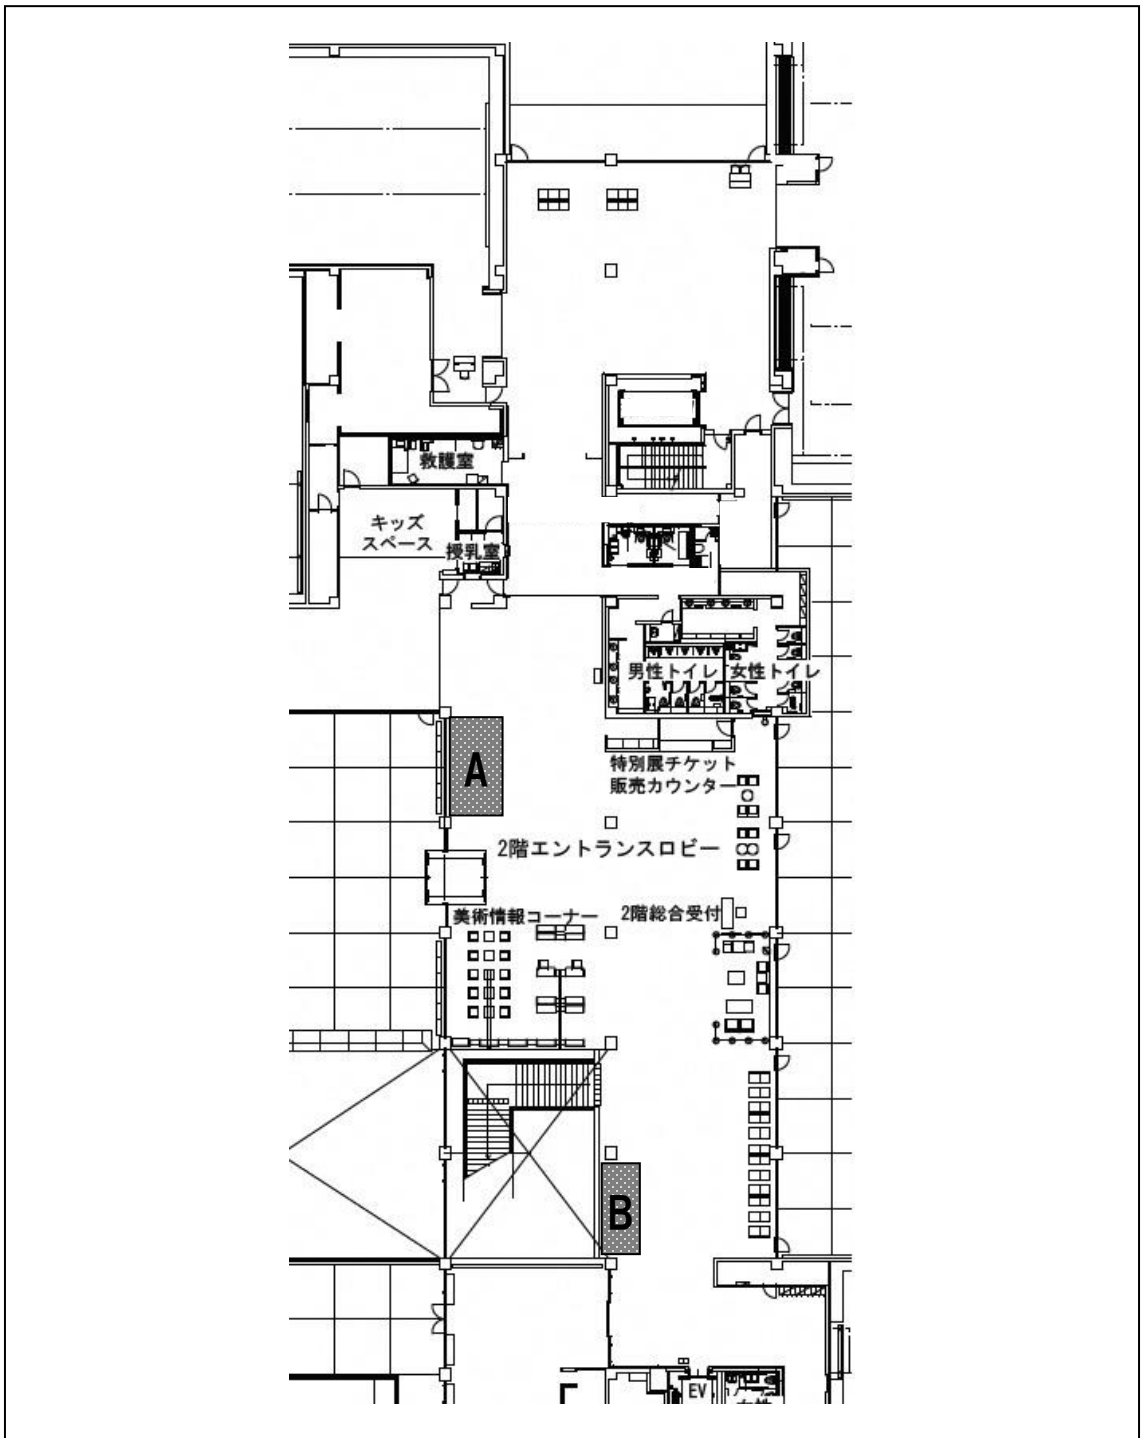 救護室
キッズ
スペース
授乳室
男性トイレ
女性トイレ
A
特別展チケット
販売カウンター
2階エントランスロビー
美術情報コーナー
2階総合受付
B
EV